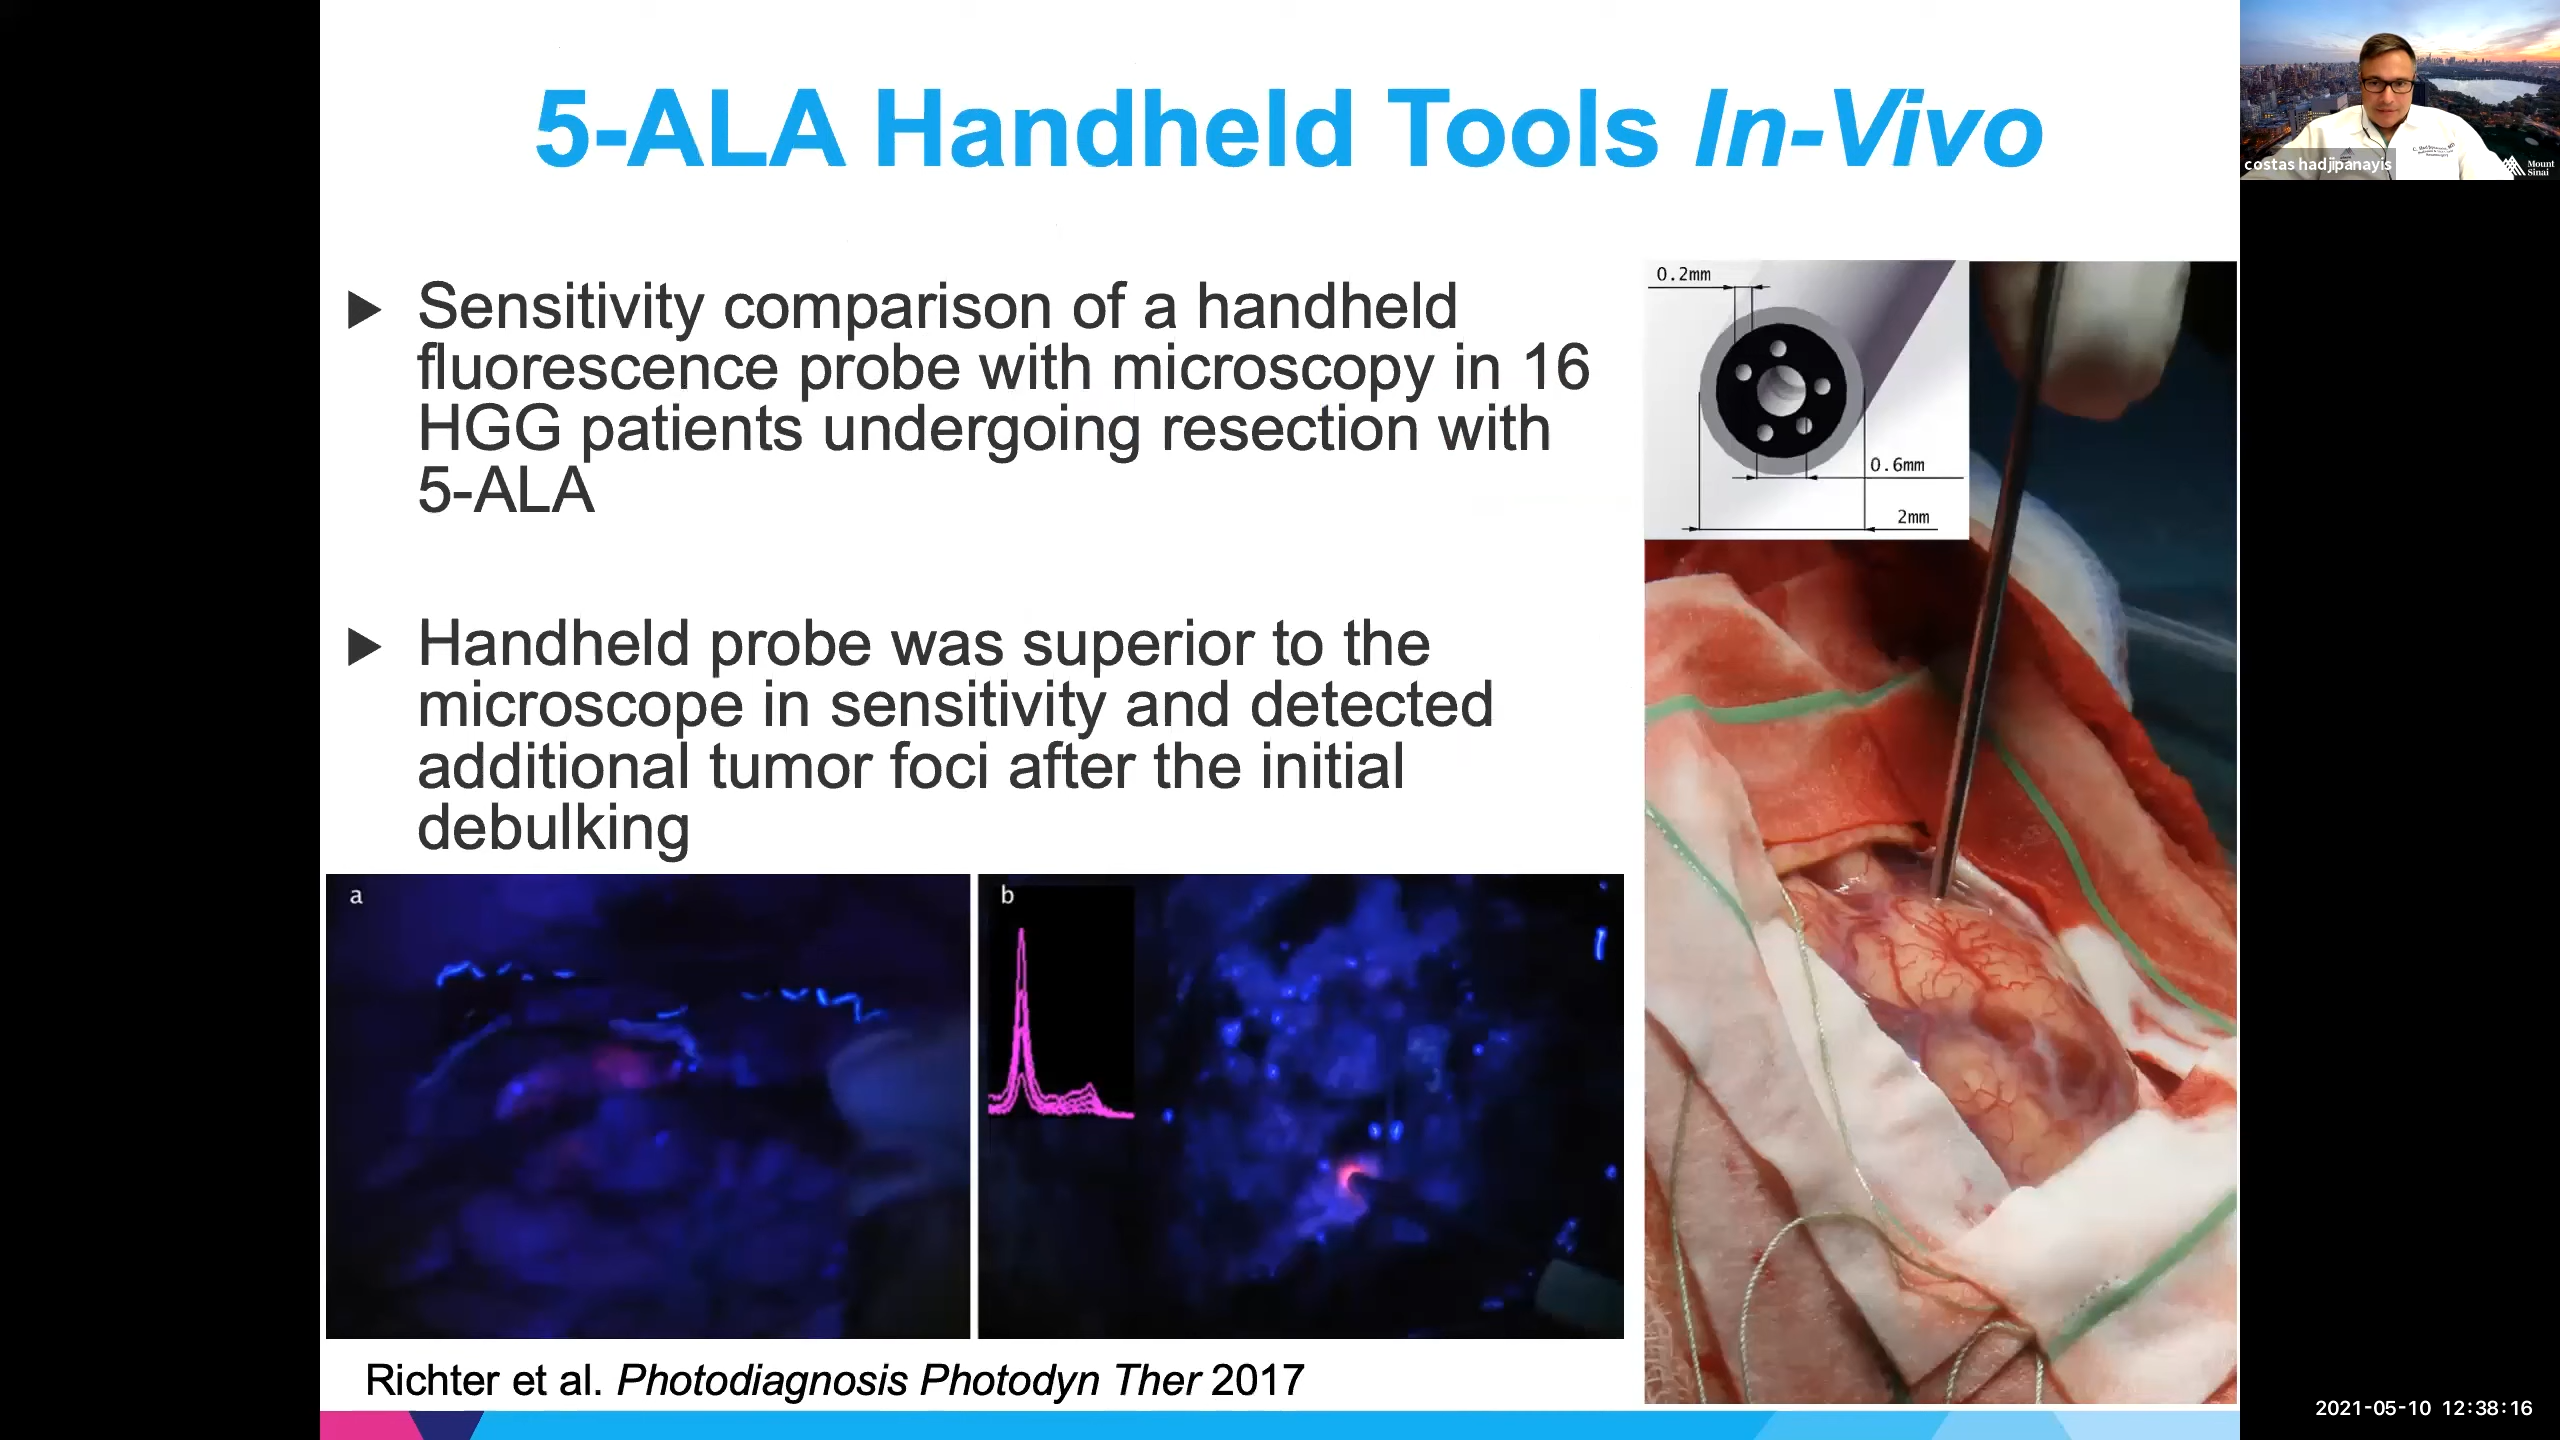 5-ALA Handheld Tools In-Vivo
Sensitivity comparison of a handheld
fluorescence probe with microscopy in 16
HGG patients undergoing resection with
5-ALA
Handheld probe was superior to the
microscope in sensitivity and detected
additional tumor foci after the initial
debulking
0.2mm
0.6mm
2mm
a
b
Richter et al. Photodiagnosis Photodyn Ther 2017
costas hadjipanayis
Mount
Sinai
2021-05-10 12:38:16